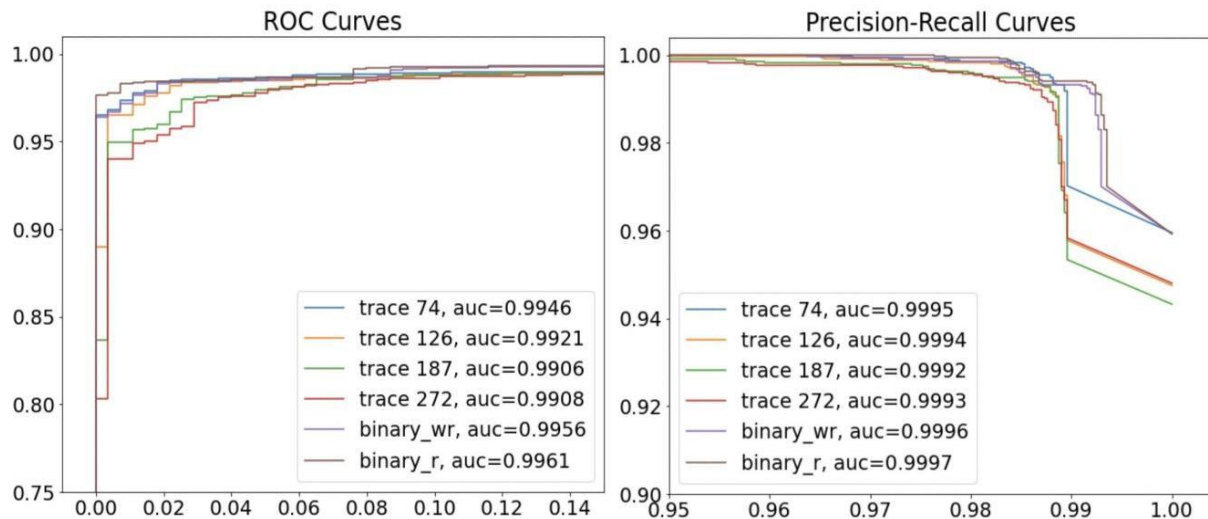 ROC Curves
1.00
0.95
0.90
0.85
0.80
0.75
trace 74, auc=0.9946
trace 126, auc=0.9921
trace 187, auc=0.9906
trace 272, auc=0.9908
binary_wr, auc=0.9956
binary_r, auc=0.9961
0.00 0.02 0.04 0.06 0.08 0.10 0.12 0.14
Precision-Recall Curves
1.00
0.98
0.96
0.94
0.92
0.90
trace 74, auc=0.9995
trace 126, auc=0.9994
trace 187, auc=0.9992
trace 272, auc=0.9993
binary_wr, auc=0.9996
binary_r, auc=0.9997
0.95 0.96 0.97 0.98 0.99 1.00